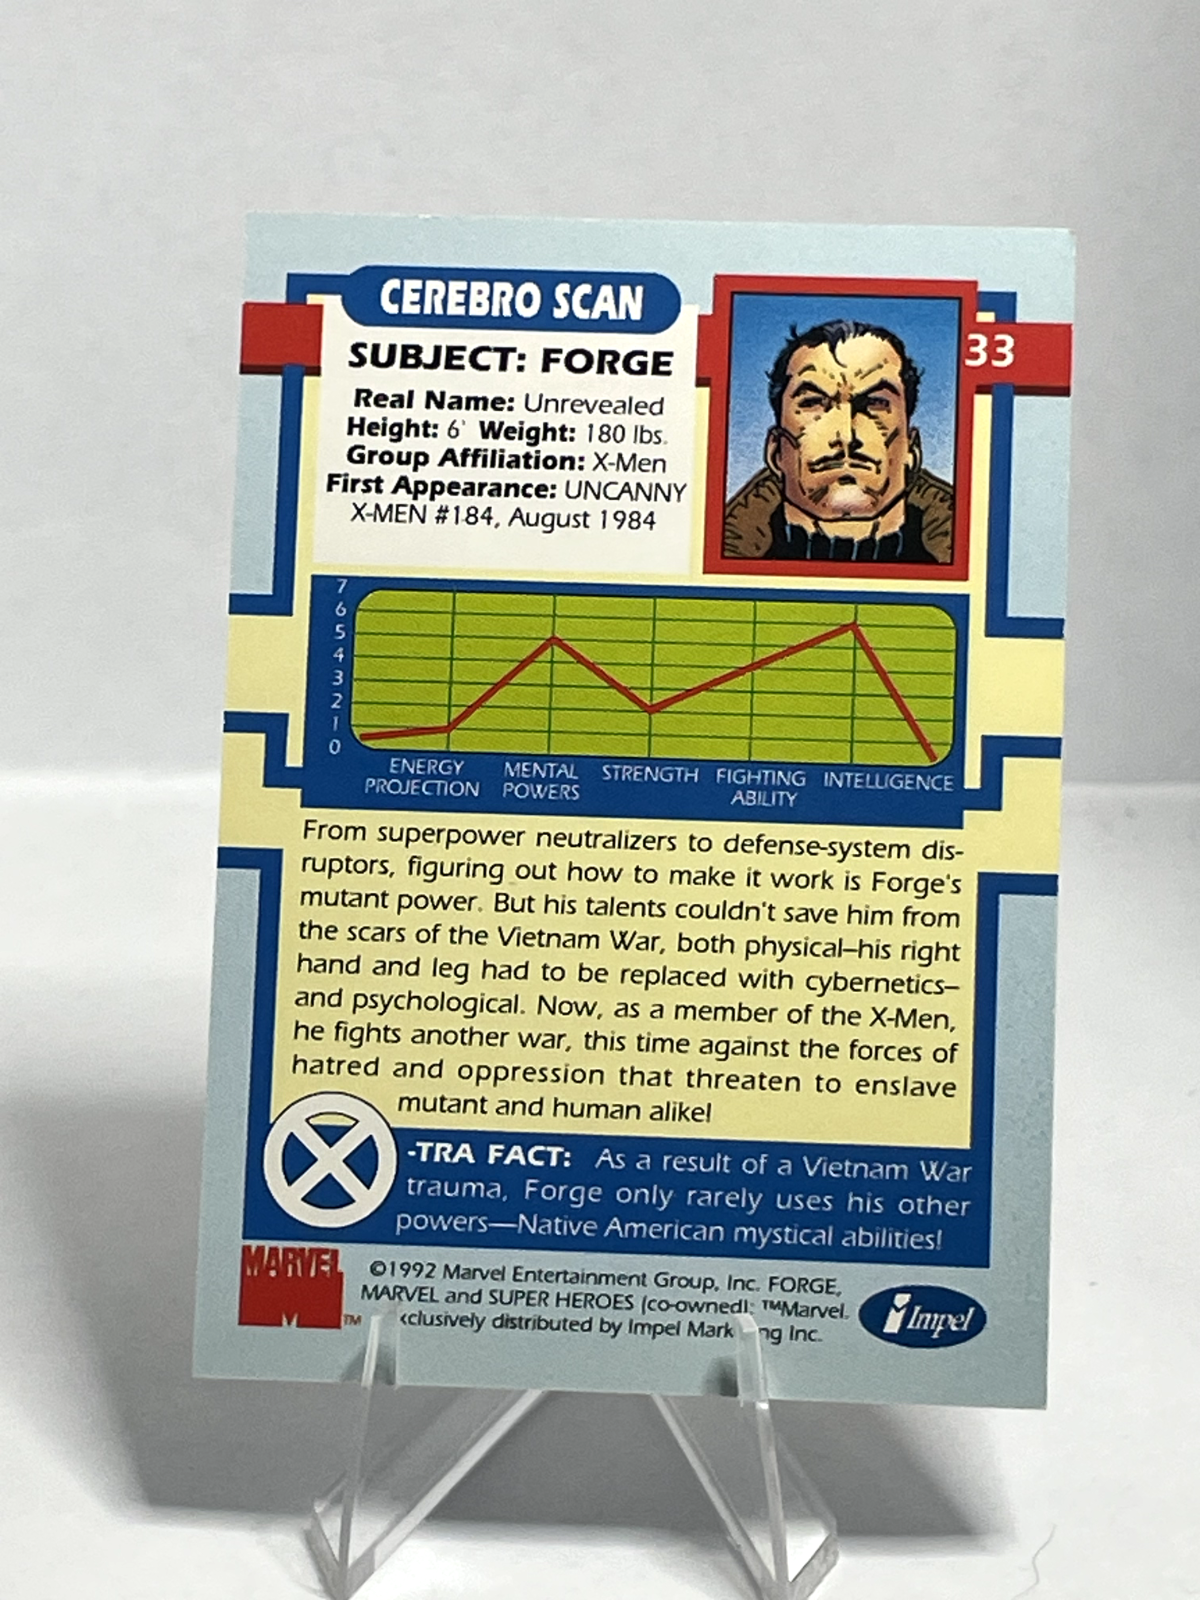 CEREBRO SCAN
33
SUBJECT: FORGE
Real Name: Unrevealed
Height: 6' Weight: 180 lbs.
Group Affiliation: X-Men
First Appearance: UNCANNY
X-MEN #184, August 1984
7
6
5
4
3
2
1
0
ENERGY PROJECTION
MENTAL POWERS
STRENGTH
FIGHTING ABILITY
INTELLIGENCE
From superpower neutralizers to defense-system dis-
ruptors, figuring out how to make it work is Forge's
mutant power. But his talents couldn't save him from
the scars of the Vietnam War, both physical–his right
hand and leg had to be replaced with cybernetics–
and psychological. Now, as a member of the X-Men,
he fights another war, this time against the forces of
hatred and oppression that threaten to enslave
mutant and human alike!
X-TRA FACT: As a result of a Vietnam War
trauma, Forge only rarely uses his other
powers—Native American mystical abilities!
MARVEL
M
TM
©1992 Marvel Entertainment Group, Inc. FORGE,
MARVEL and SUPER HEROES (co-owned): ™Marvel.
xclusively distributed by Impel Mark ng Inc.
Impel